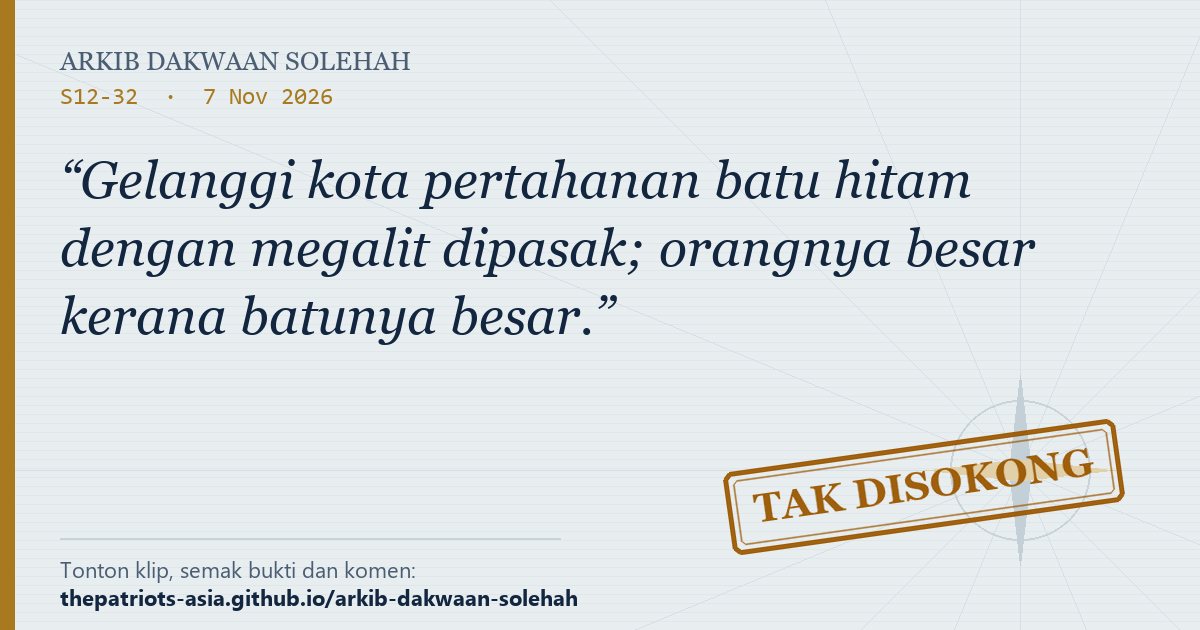 ARKIB DAKWAAN SOLEHAH
S12-32 · 7 Nov 2026
“Gelanggi kota pertahanan batu hitam
dengan megalit dipasak; orangnya besar
kerana batunya besar.”
TAK DISOKONG
Tonton klip, semak bukti dan komen:
thepatriots-asia.github.io/arkib-dakwaan-solehah